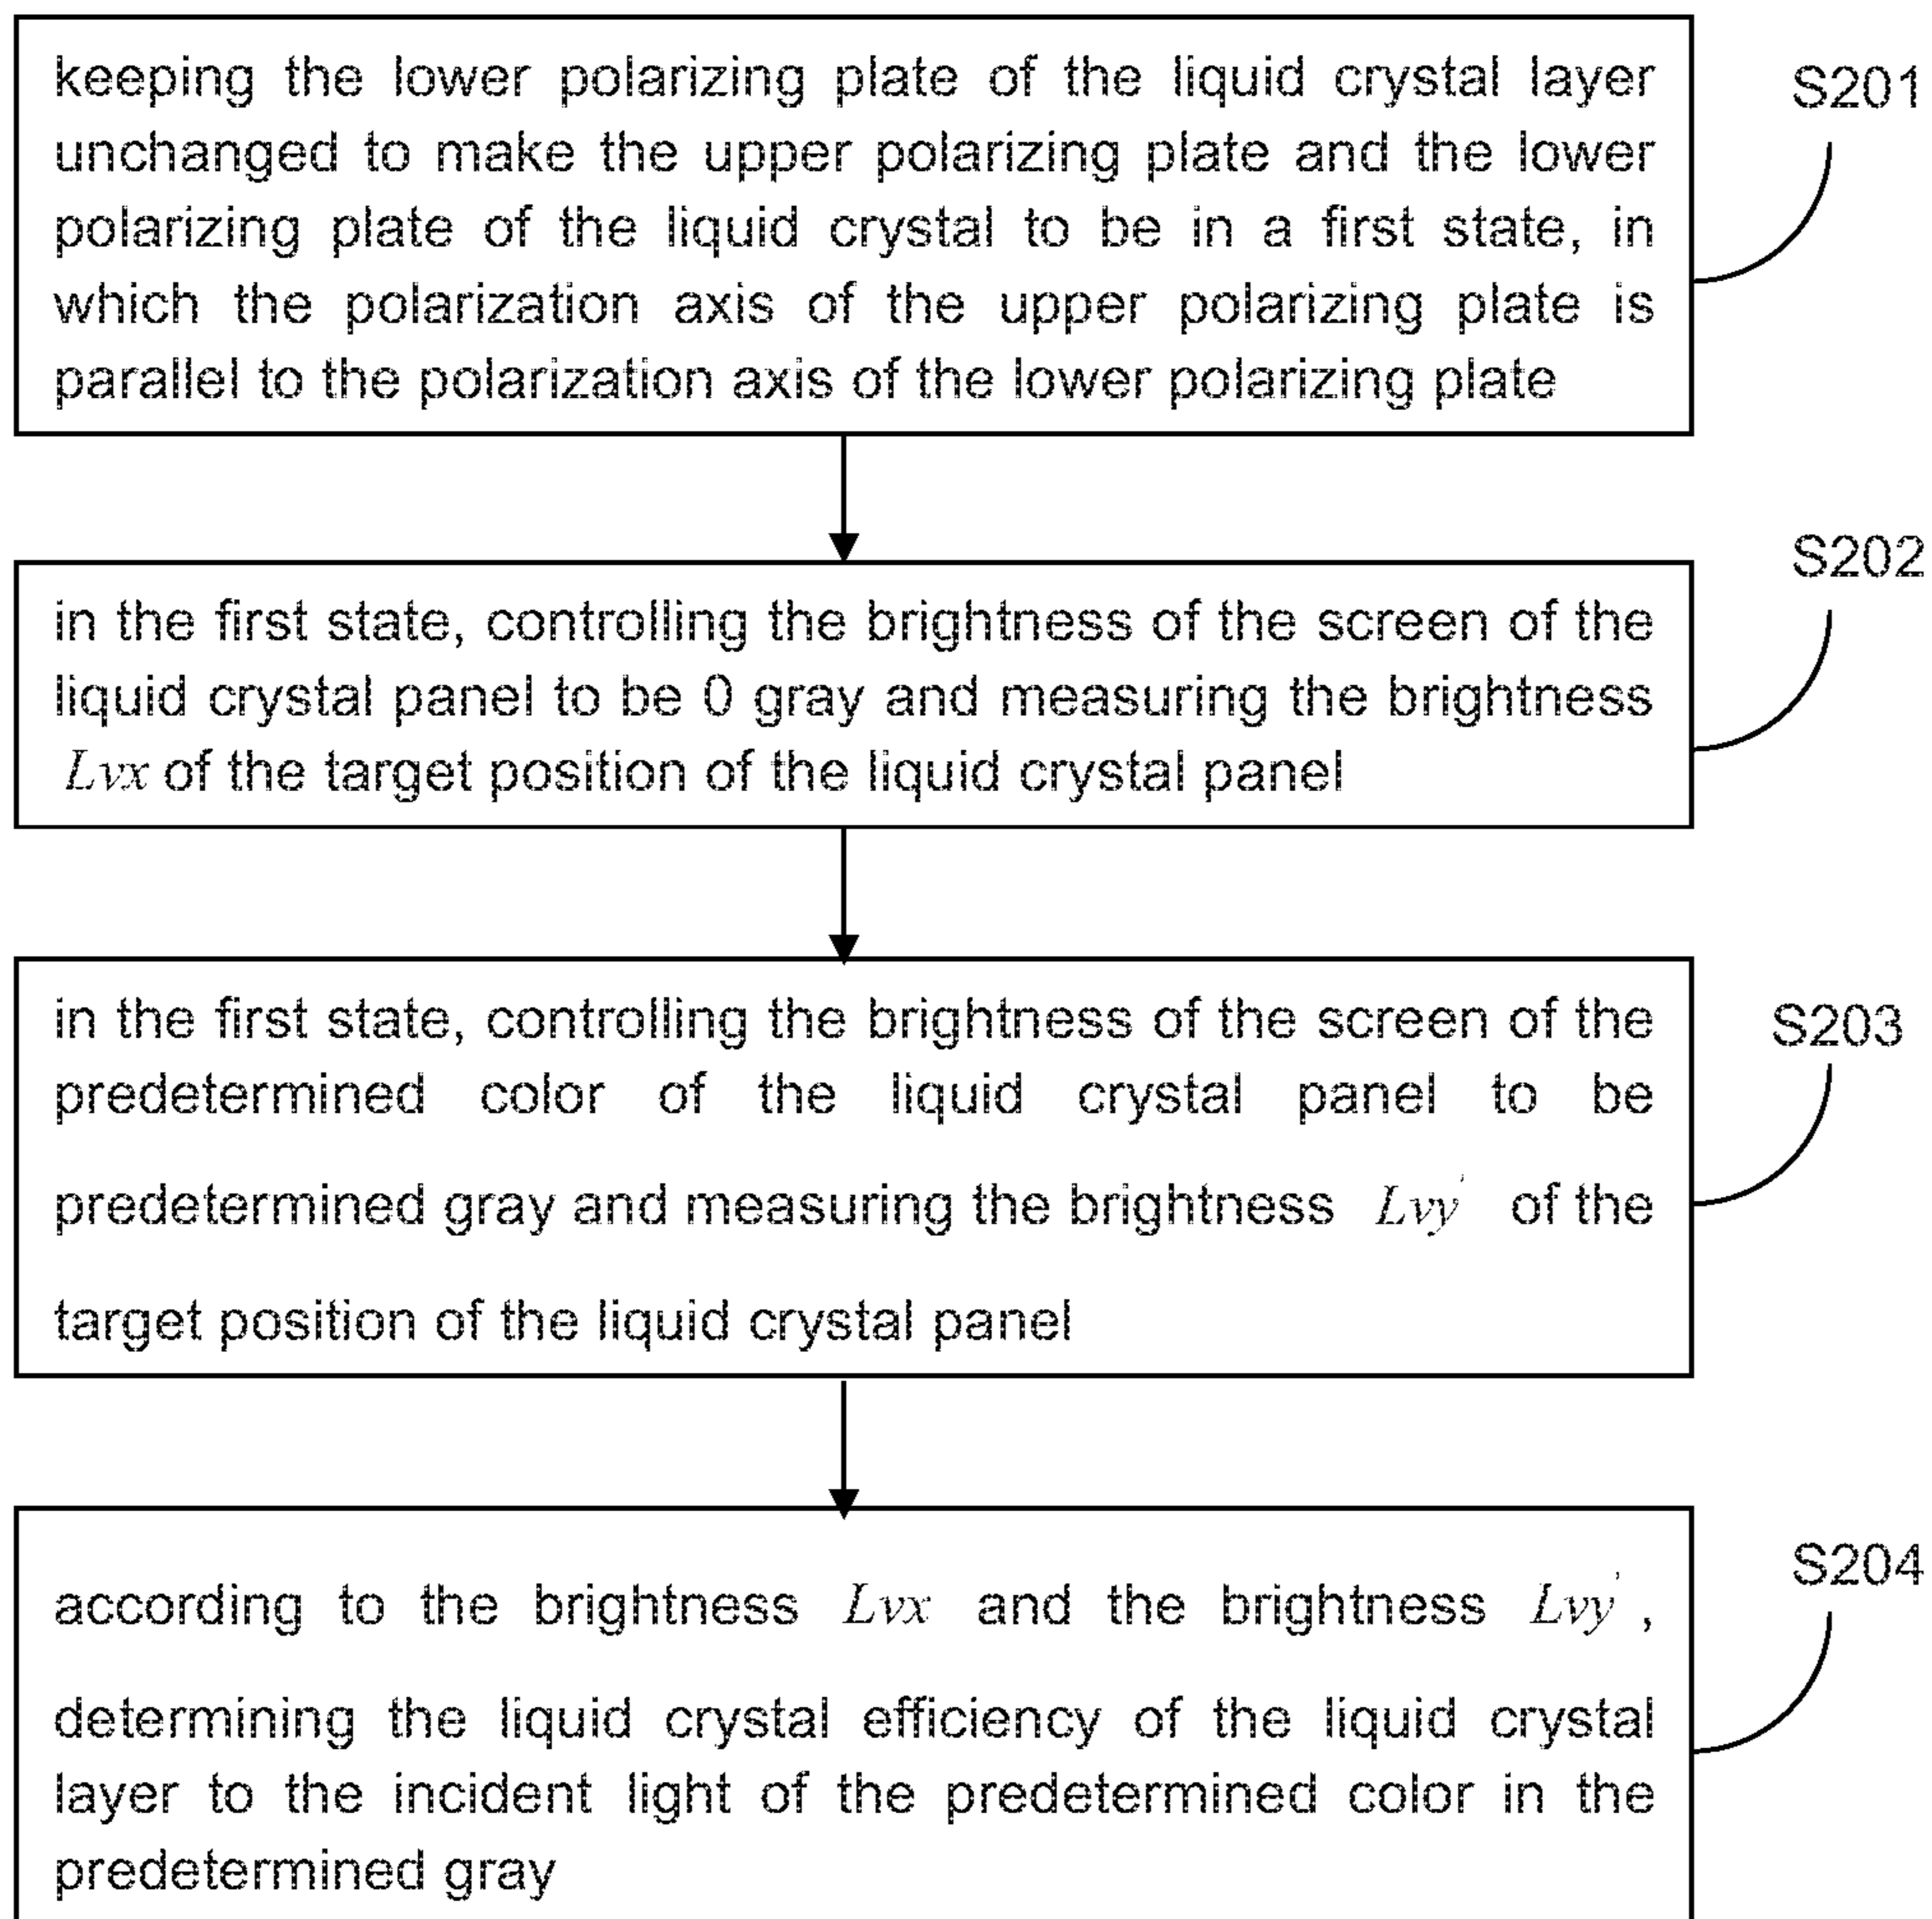 keeping the lower polarizing plate of the liquid crystal layer
unchanged to make the upper polarizing plate and the lower
polarizing plate of the liquid crystal to be in a first state, in
which the polarization axis of the upper polarizing plate is
parallel to the polarization axis of the lower polarizing plate
S201
in the first state, controlling the brightness of the screen of the
liquid crystal panel to be 0 gray and measuring the brightness
Lvx of the target position of the liquid crystal panel
S202
in the first state, controlling the brightness of the screen of the
predetermined color of the liquid crystal panel to be
predetermined gray and measuring the brightness Lvy' of the
target position of the liquid crystal panel
S203
according to the brightness Lvx and the brightness Lvy',
determining the liquid crystal efficiency of the liquid crystal
layer to the incident light of the predetermined color in the
predetermined gray
S204